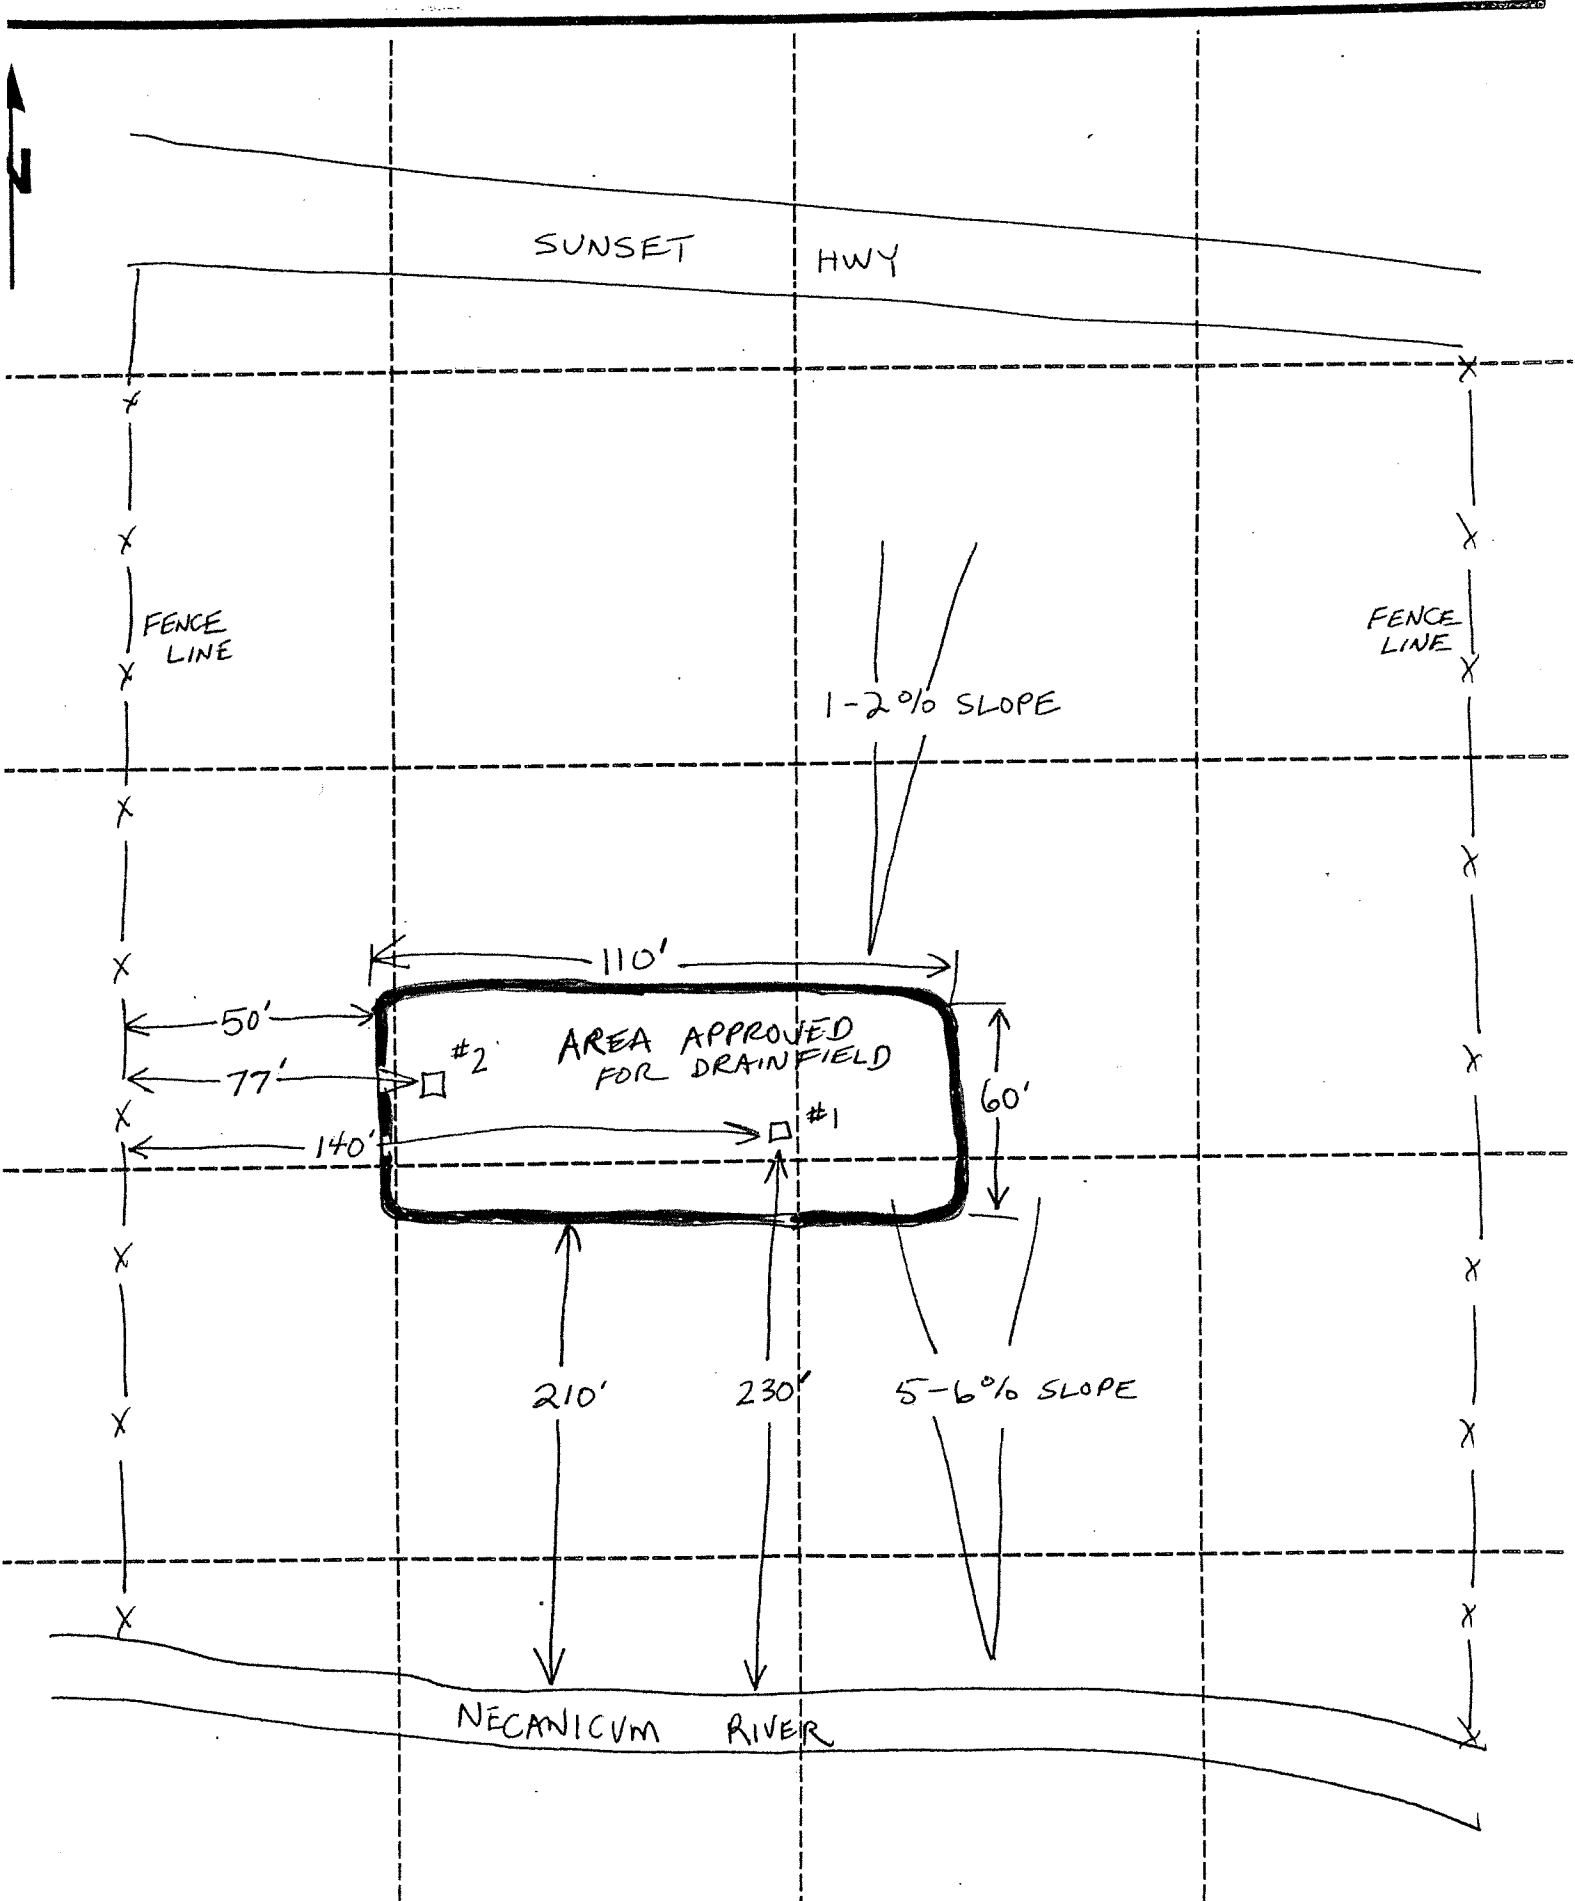 N
SUNSET HWY
FENCE
LINE
FENCE
LINE
1-2% SLOPE
110'
50'
#2
AREA APPROVED
FOR DRAINFIELD
77'
60'
#1
140'
210'
230'
5-6% SLOPE
NECANICUM RIVER